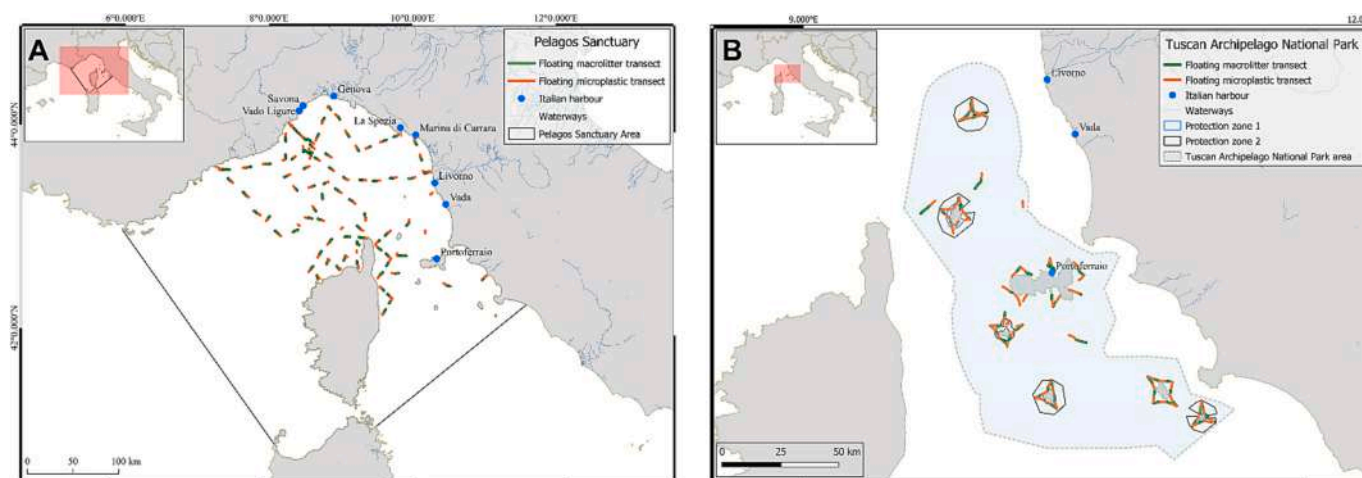 6°0.000'E 8°0.000'E 10°0.000'E 12°0.000'E
A
Pelagos Sanctuary
Floating macrolitter transect
Floating microplastic transect
Italian harbour
Waterways
Pelagos Sanctuary Area
Genova
Savona
Vado Ligure
La Spezia
Marina di Carrara
Livorno
Vada
Portoferraio
44°0.000'N
42°0.000'N
0 50 100 km
9.000°E
B
Tuscan Archipelago National Park
Floating macrolitter transect
Floating microplastic transect
Italian harbour
Waterways
Protection zone 1
Protection zone 2
Tuscan Archipelago National Park area
Livorno
Vada
Portoferraio
0 25 50 km